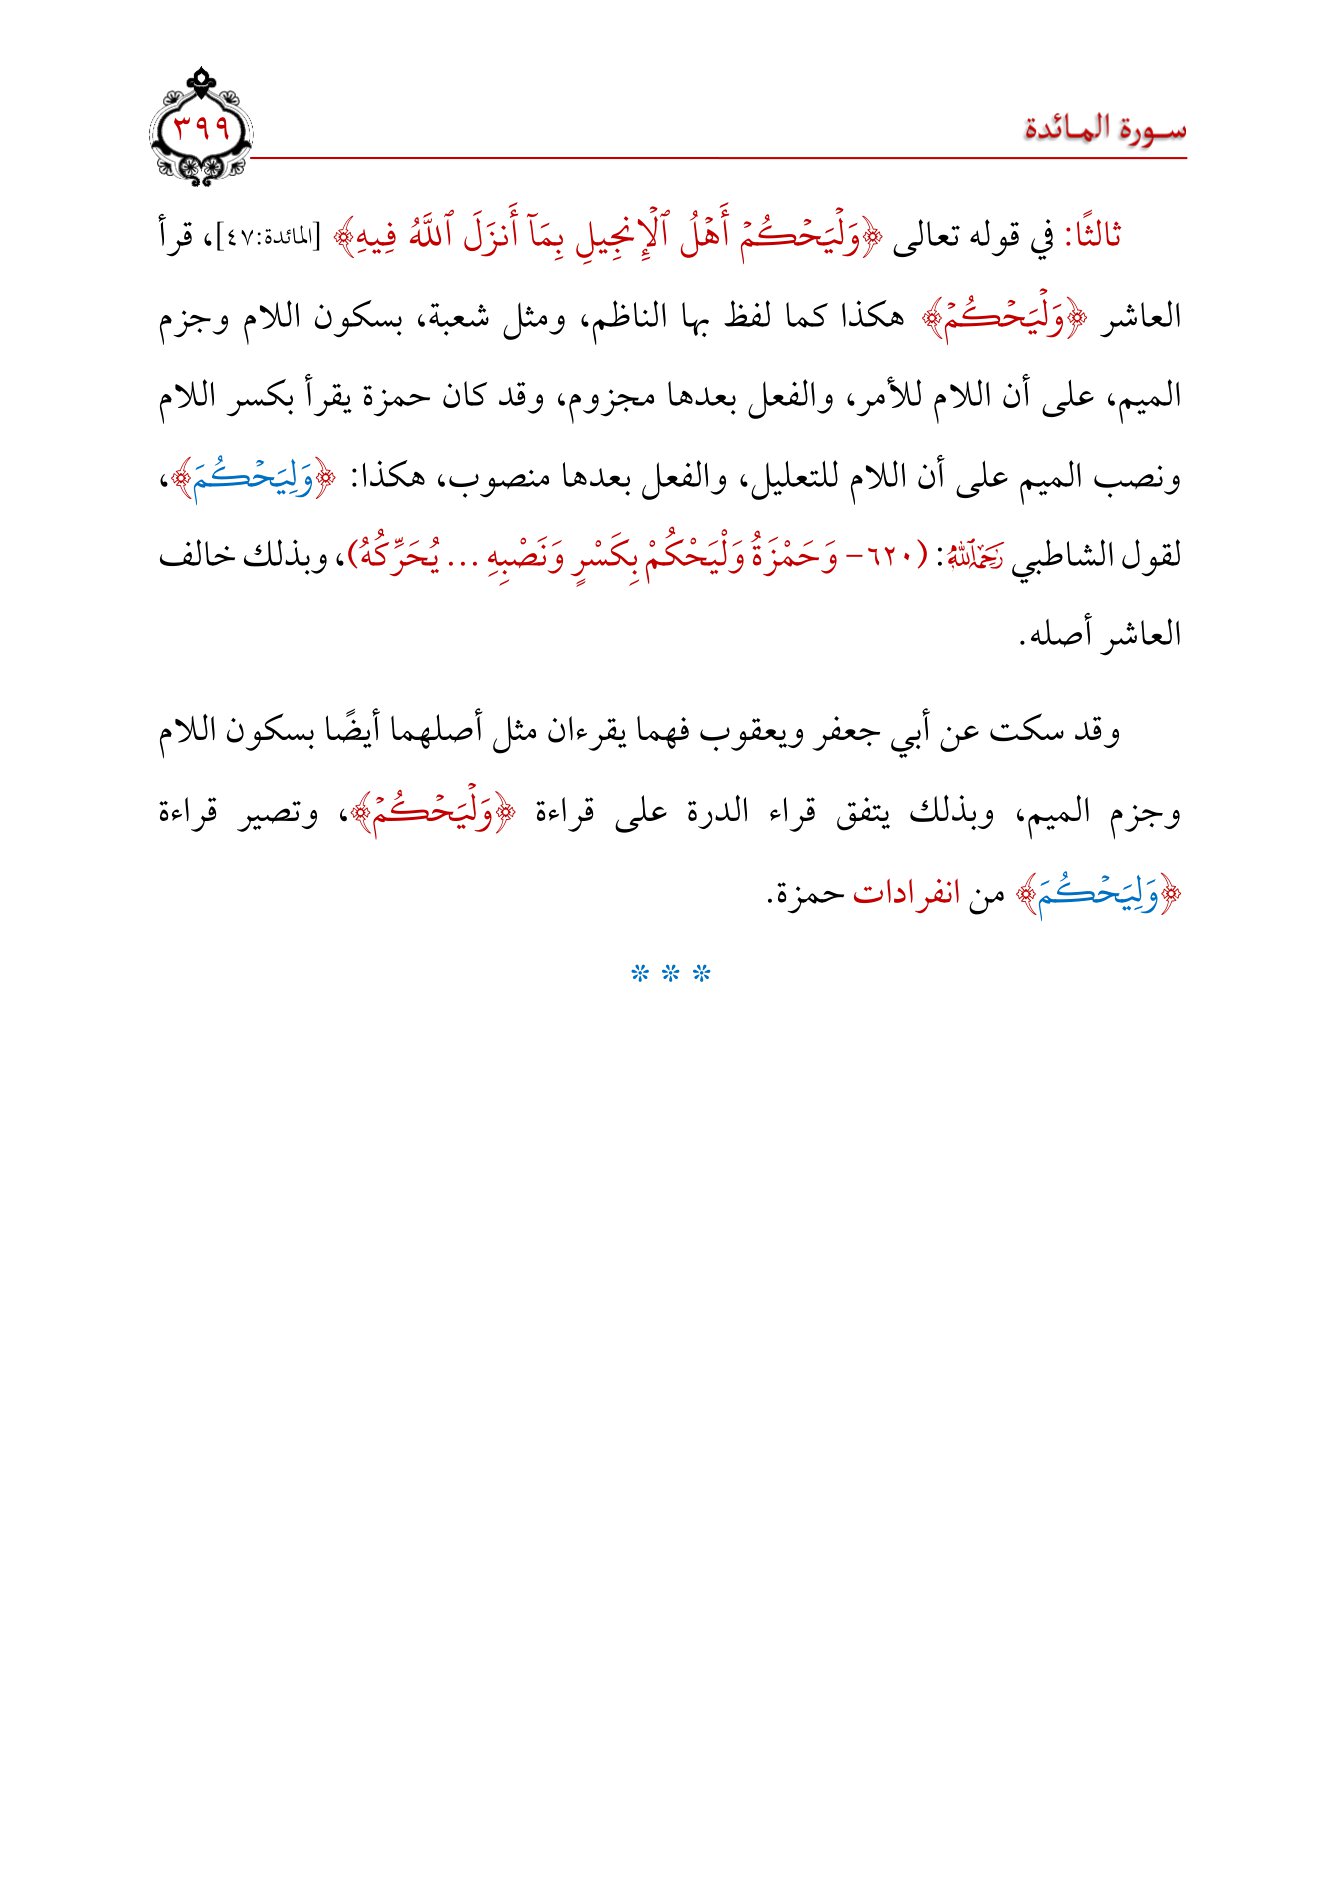 سورة المائدة
٣٩٩
ثالثًا: في قوله تعالى ﴿وَلۡيَحۡكُمۡ أَهۡلُ ٱلۡإِنجِيلِ بِمَآ أَنزَلَ ٱللَّهُ فِيهِ﴾ [المائدة:٤٧]، قرأ
العاشر ﴿وَلۡيَحۡكُمۡ﴾ هكذا كما لفظ بها الناظم، ومثل شعبة، بسكون اللام وجزم
الميم، على أن اللام للأمر، والفعل بعدها مجزوم، وقد كان حمزة يقرأ بكسر اللام
ونصب الميم على أن اللام للتعليل، والفعل بعدها منصوب، هكذا: ﴿وَلِيَحۡكُمَ﴾،
لقول الشاطبي رَحِمَهُ ٱللَّهُ: (٦٢٠- وَحَمْزَةُ وَلْيَحْكُمْ بِكَسْرٍ وَنَصْبِهِ ... يُحَرِّكُهُ)، وبذلك خالف
العاشر أصله.
وقد سكت عن أبي جعفر ويعقوب فهما يقرءان مثل أصلهما أيضًا بسكون اللام
وجزم الميم، وبذلك يتفق قراء الدرة على قراءة ﴿وَلۡيَحۡكُمۡ﴾، وتصير قراءة
﴿وَلِيَحۡكُمَ﴾ من انفرادات حمزة.
* * *